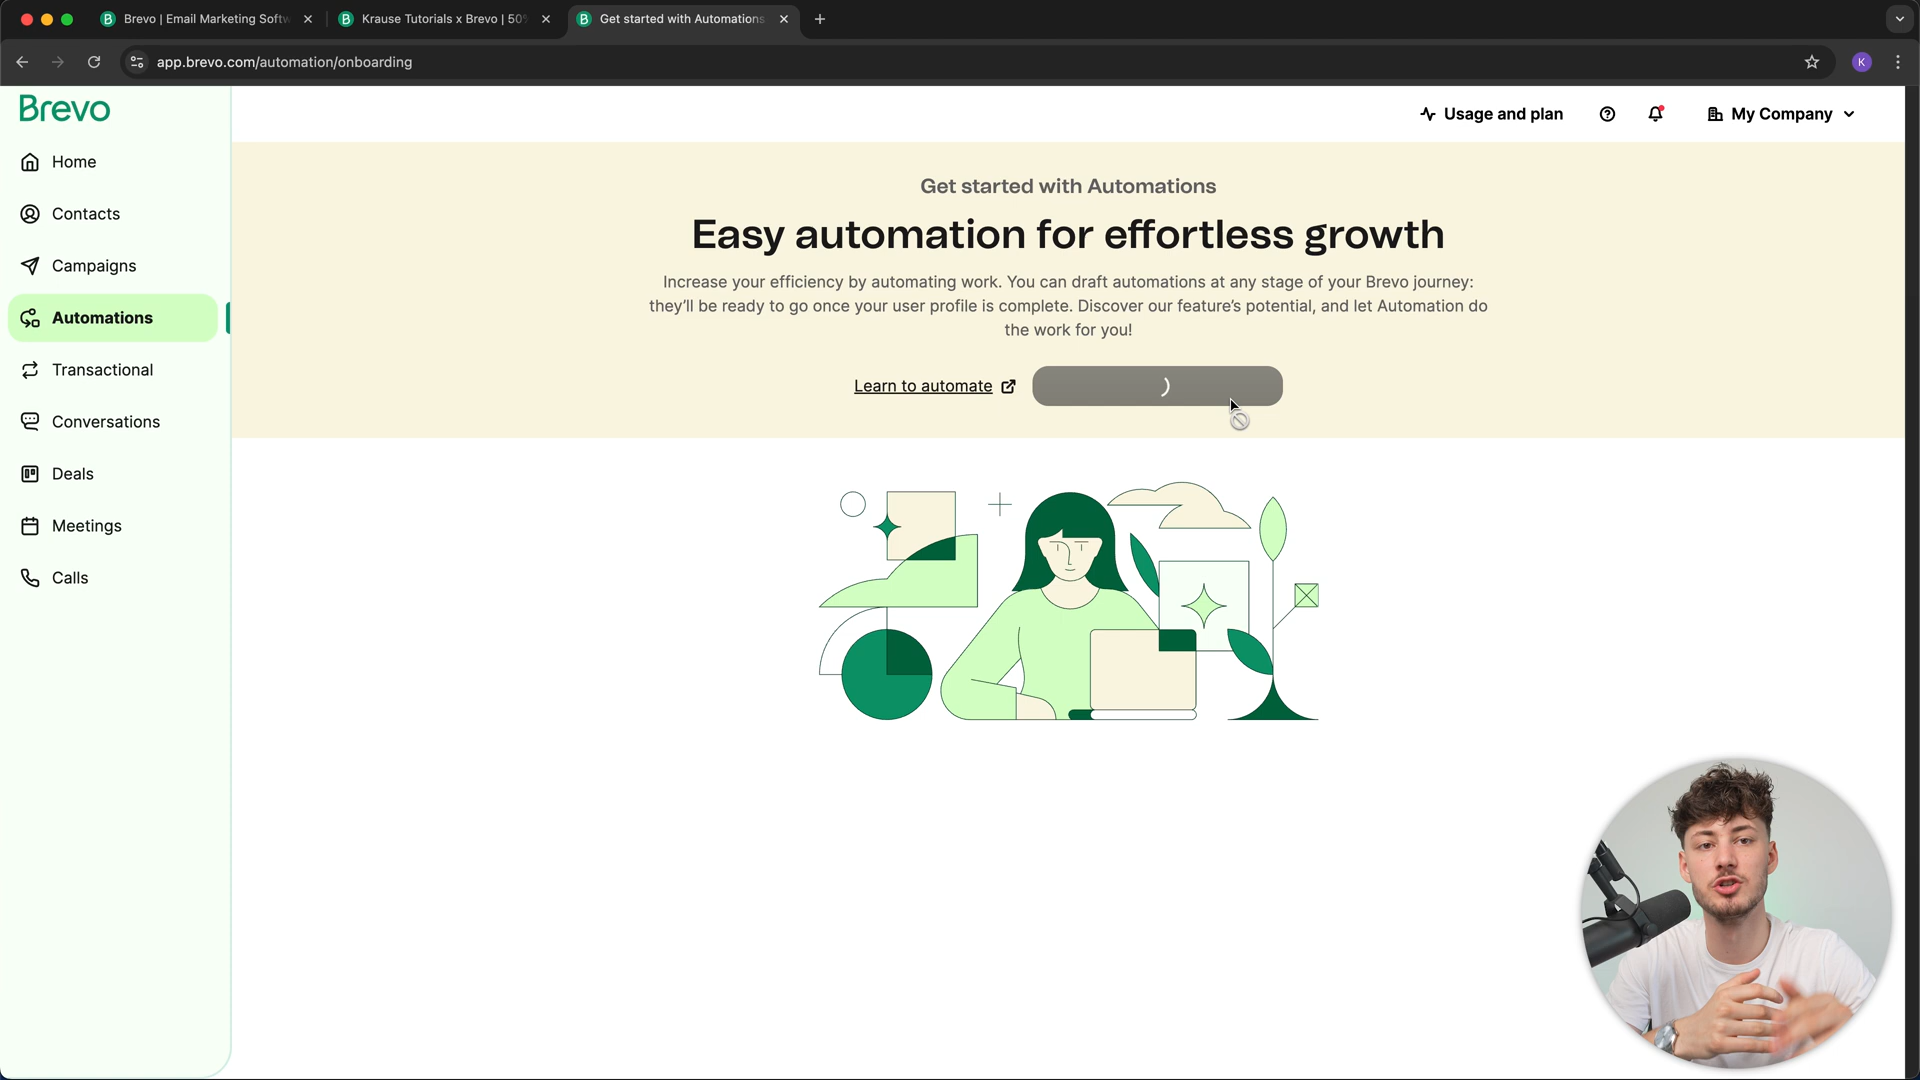 Brevo | Email Marketing Softw
Krause Tutorials x Brevo | 50%
Get started with Automations
app.brevo.com/automation/onboarding
K
Brevo
Usage and plan
My Company
Home
Contacts
Campaigns
Automations
Transactional
Conversations
Deals
Meetings
Calls
Get started with Automations
Easy automation for effortless growth
Increase your efficiency by automating work. You can draft automations at any stage of your Brevo journey:
they’ll be ready to go once your user profile is complete. Discover our feature’s potential, and let Automation do
the work for you!
Learn to automate